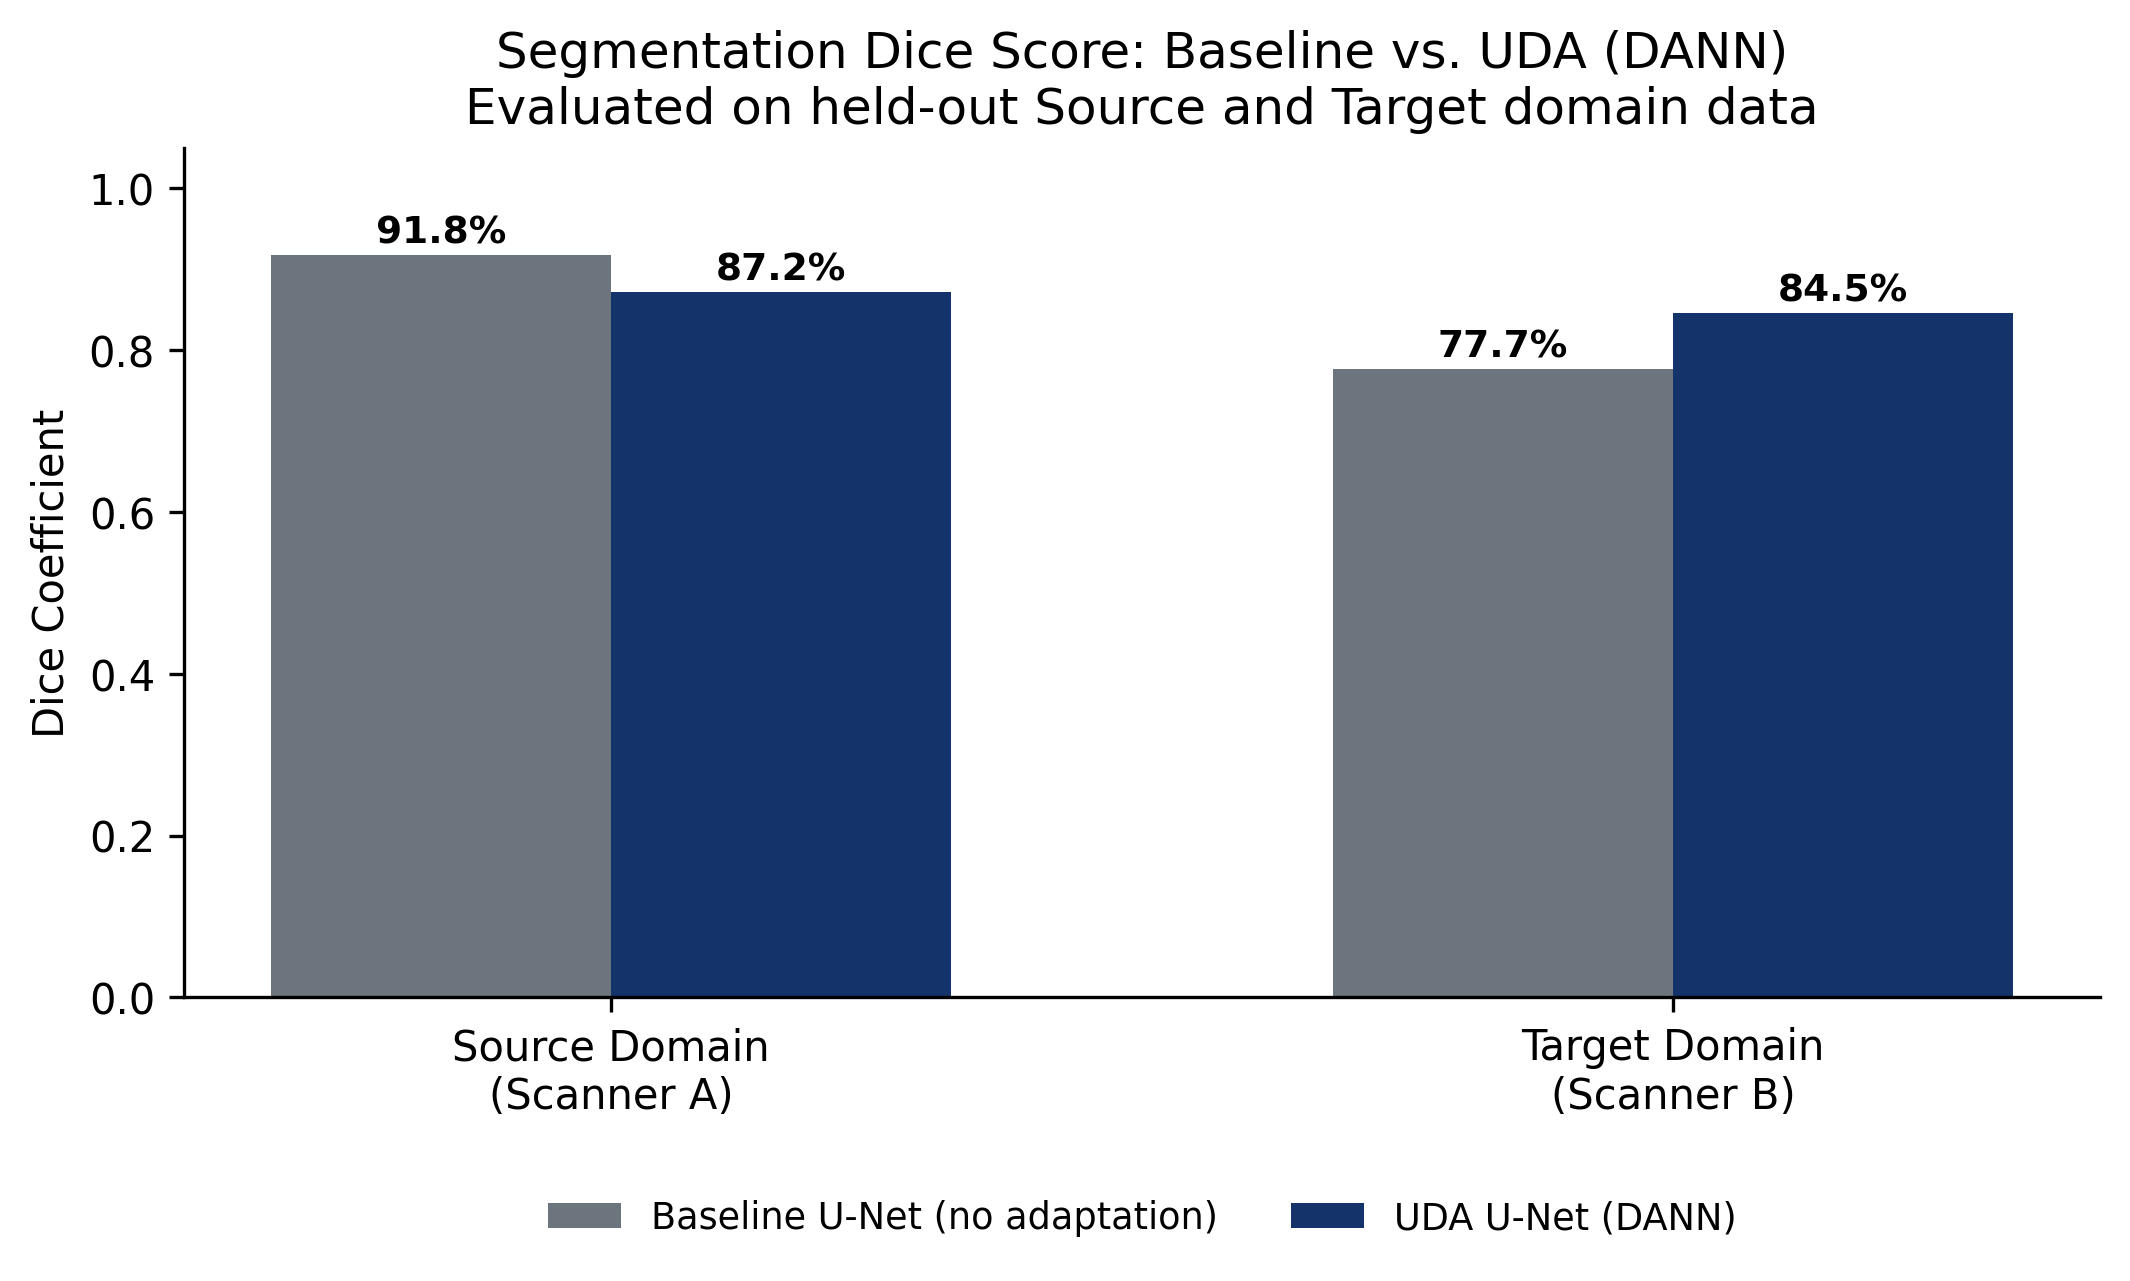 Segmentation Dice Score: Baseline vs. UDA (DANN)
Evaluated on held-out Source and Target domain data
Dice Coefficient
1.0
0.8
0.6
0.4
0.2
0.0
91.8%
87.2%
77.7%
84.5%
Source Domain
(Scanner A)
Target Domain
(Scanner B)
Baseline U-Net (no adaptation)
UDA U-Net (DANN)